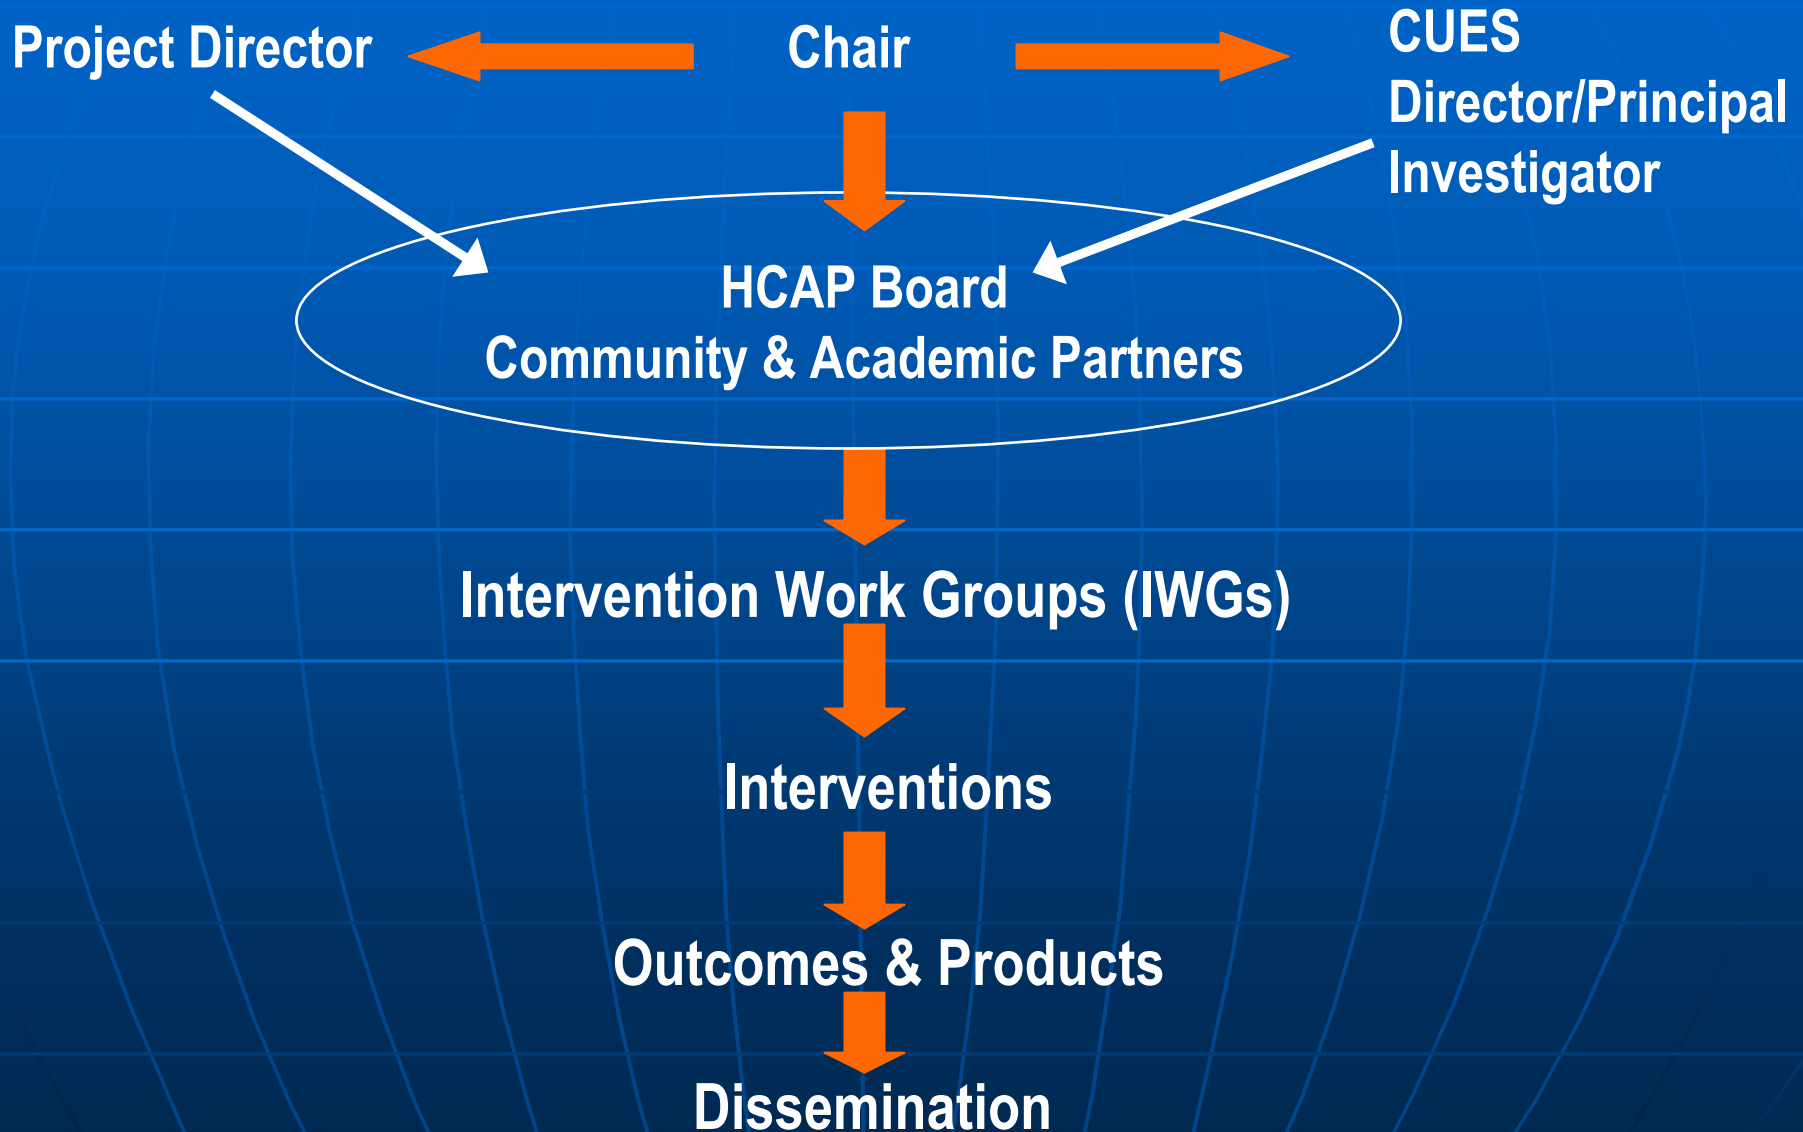 Project Director
Chair
CUES
Director/Principal
Investigator
HCAP Board
Community & Academic Partners
Intervention Work Groups (IWGs)
Interventions
Outcomes & Products
Dissemination